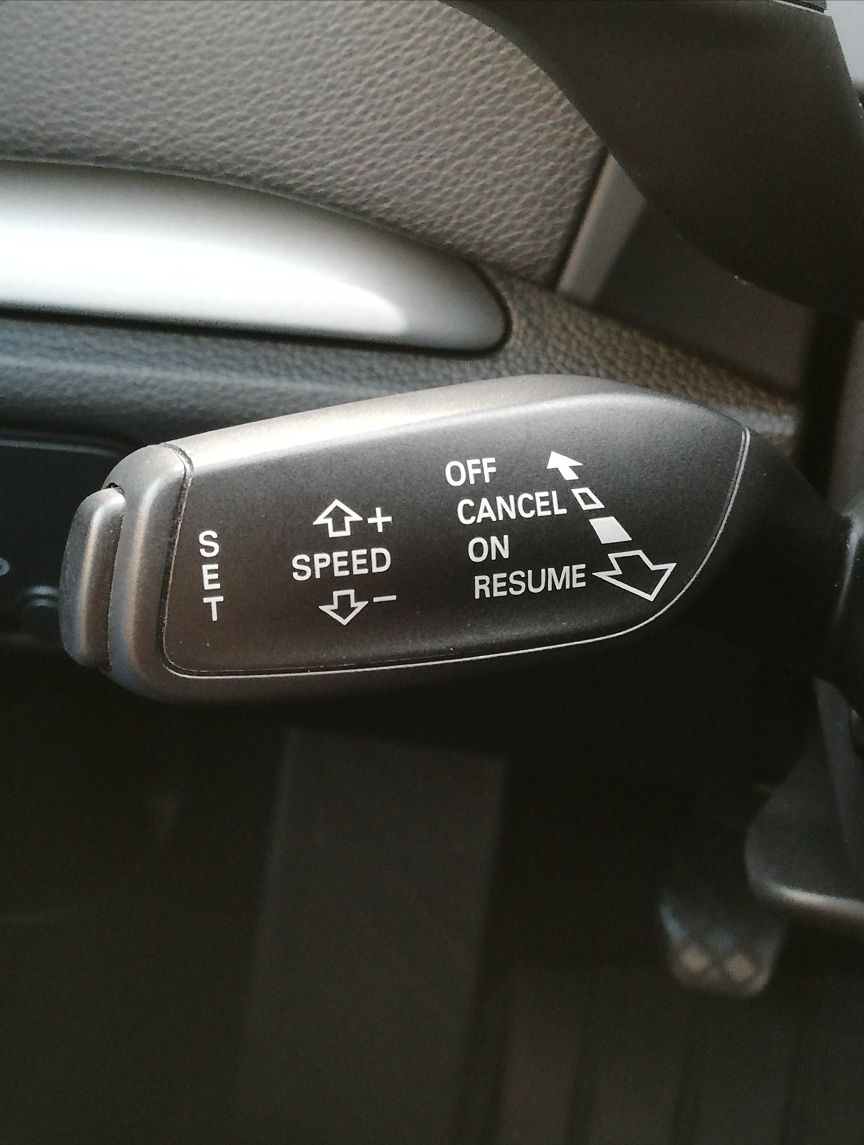 OFF
CANCEL
ON
RESUME
+
SPEED
−
SET